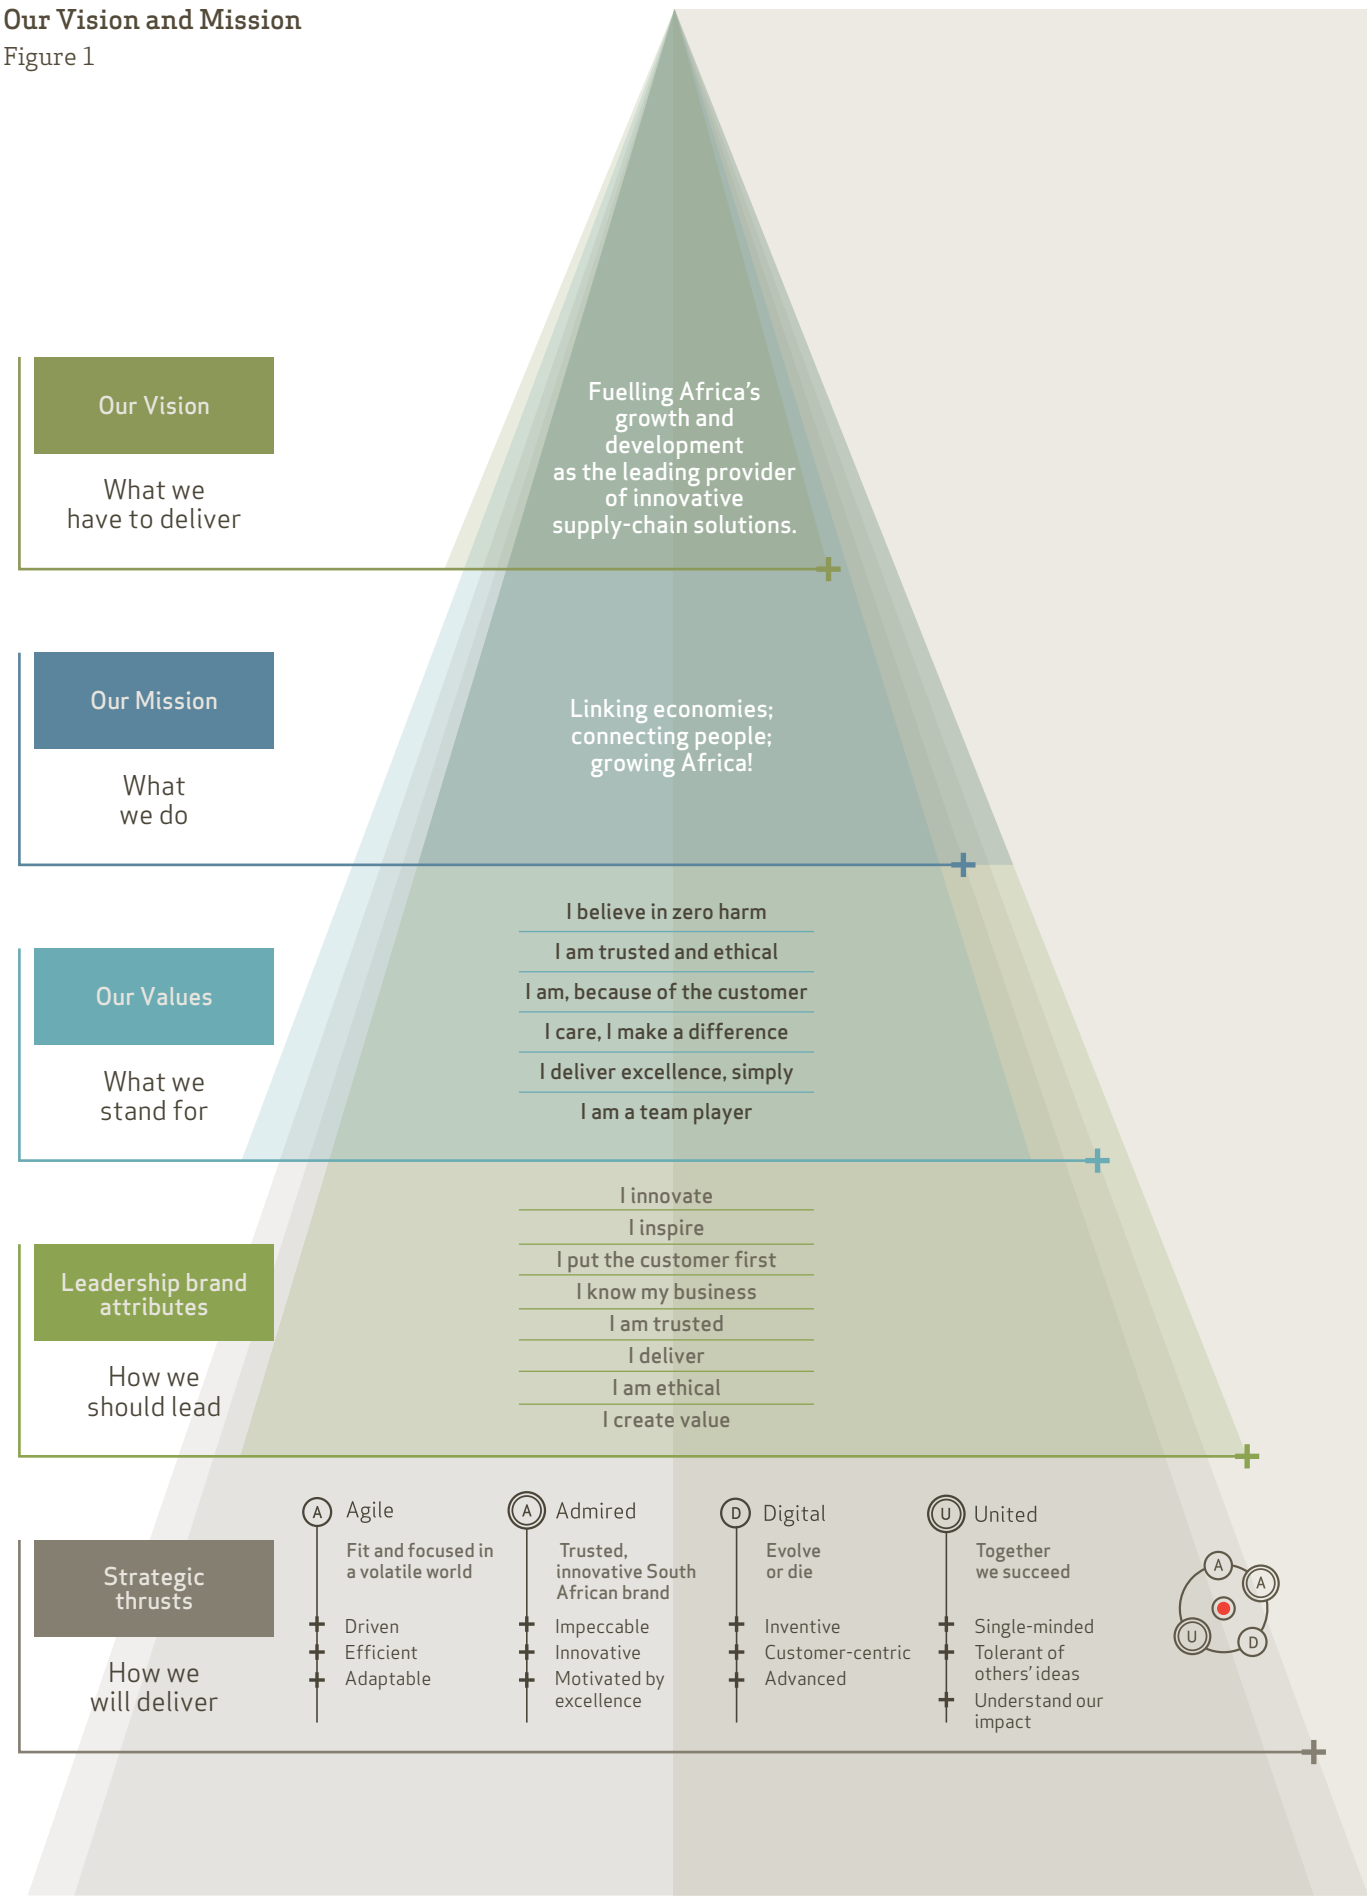 Our Vision and Mission
Figure 1
Our Vision
What we
have to deliver
Fuelling Africa’s
growth and
development
as the leading provider
of innovative
supply-chain solutions.
Our Mission
What
we do
Linking economies;
connecting people;
growing Africa!
Our Values
What we
stand for
I believe in zero harm
I am trusted and ethical
I am, because of the customer
I care, I make a difference
I deliver excellence, simply
I am a team player
Leadership brand
attributes
How we
should lead
I innovate
I inspire
I put the customer first
I know my business
I am trusted
I deliver
I am ethical
I create value
Strategic
thrusts
How we
will deliver
A Agile
Fit and focused in
a volatile world
Driven
Efficient
Adaptable
A Admired
Trusted,
innovative South
African brand
Impeccable
Innovative
Motivated by
excellence
D Digital
Evolve
or die
Inventive
Customer-centric
Advanced
U United
Together
we succeed
Single-minded
Tolerant of
others’ ideas
Understand our
impact
A
A
U
D